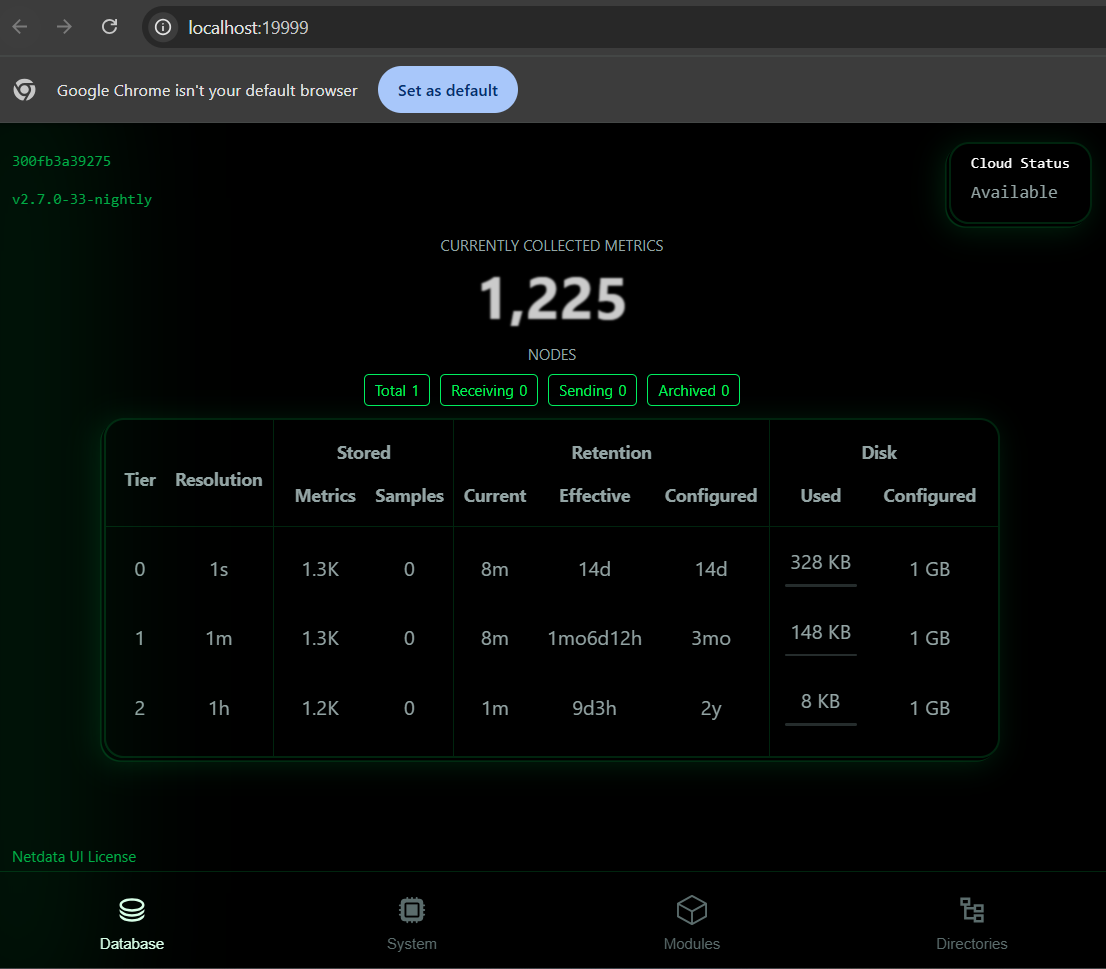 localhost:19999
Google Chrome isn't your default browser Set as default
300fb3a39275
v2.7.0-33-nightly
Cloud Status
Available
CURRENTLY COLLECTED METRICS
1,225
NODES
Total 1 Receiving 0 Sending 0 Archived 0
Stored Retention Disk
Tier Resolution
Metrics Samples Current Effective Configured Used Configured
0 1s 1.3K 0 8m 14d 14d 328 KB 1 GB
1 1m 1.3K 0 8m 1mo6d12h 3mo 148 KB 1 GB
2 1h 1.2K 0 1m 9d3h 2y 8 KB 1 GB
Netdata UI License
Database System Modules Directories